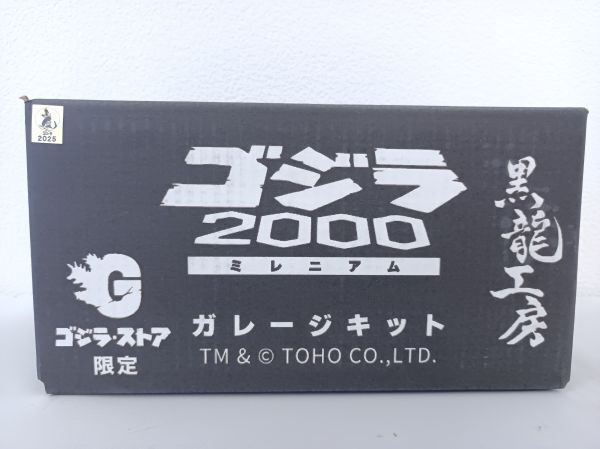 2025
ゴジラ
2000
ミレニアム
黒龍工房
G
ゴジラ・ストア
限定
ガレージキット
TM & © TOHO CO.,LTD.